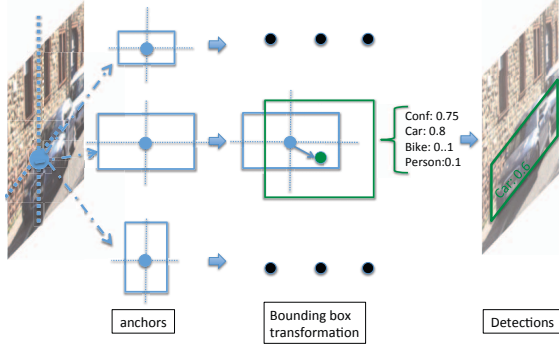 Conf: 0.75
Car: 0.8
Bike: 0..1
Person:0.1
Car: 0.6
anchors
Bounding box
transformation
Detections